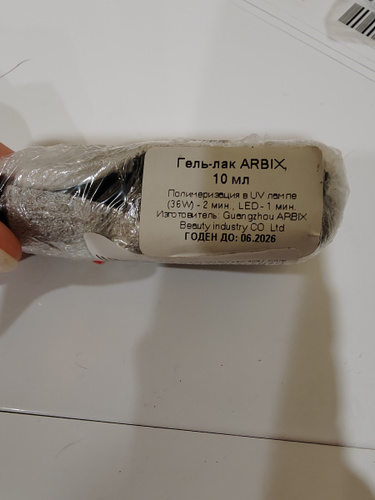 Гель-лак ARBIX,
10 мл
Полимеризация в UV лампе
(36W) - 2 мин , LED - 1 мин.
Изготовитель: Guangzhou ARBIX
Beauty industry CO Ltd
ГОДЕН ДО: 06.2026